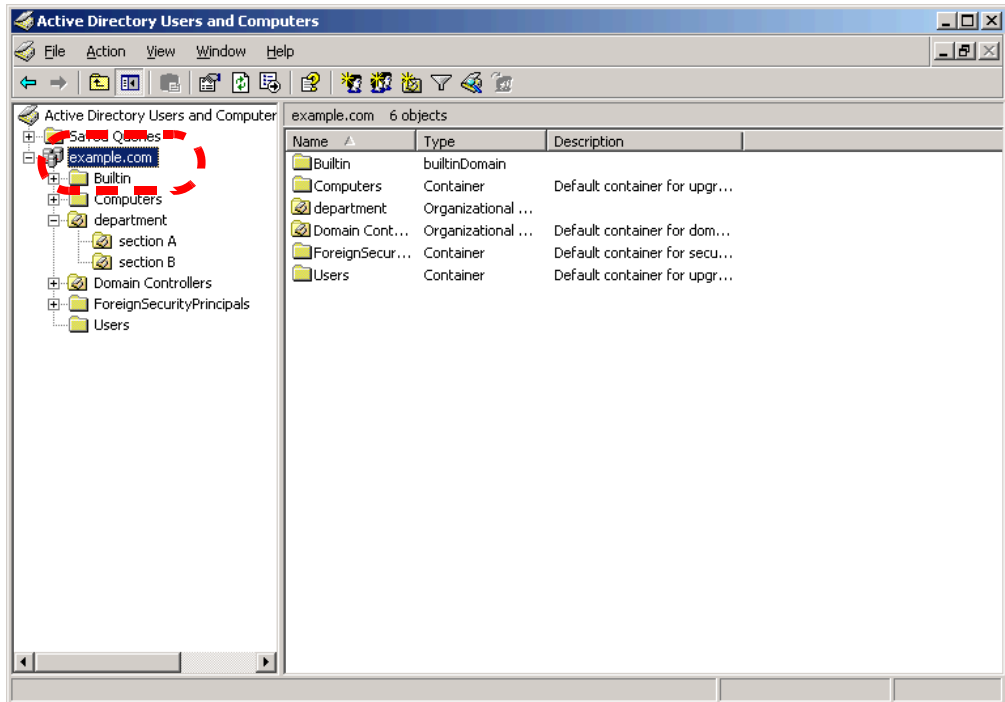 Active Directory Users and Computers
File Action View Window Help
Active Directory Users and Computer
Saved Queries
example.com
Builtin
Computers
department
section A
section B
Domain Controllers
ForeignSecurityPrincipals
Users
example.com 6 objects
Name Type Description
Builtin builtinDomain
Computers Container Default container for upgr...
department Organizational ...
Domain Cont... Organizational ... Default container for dom...
ForeignSecur... Container Default container for secu...
Users Container Default container for upgr...